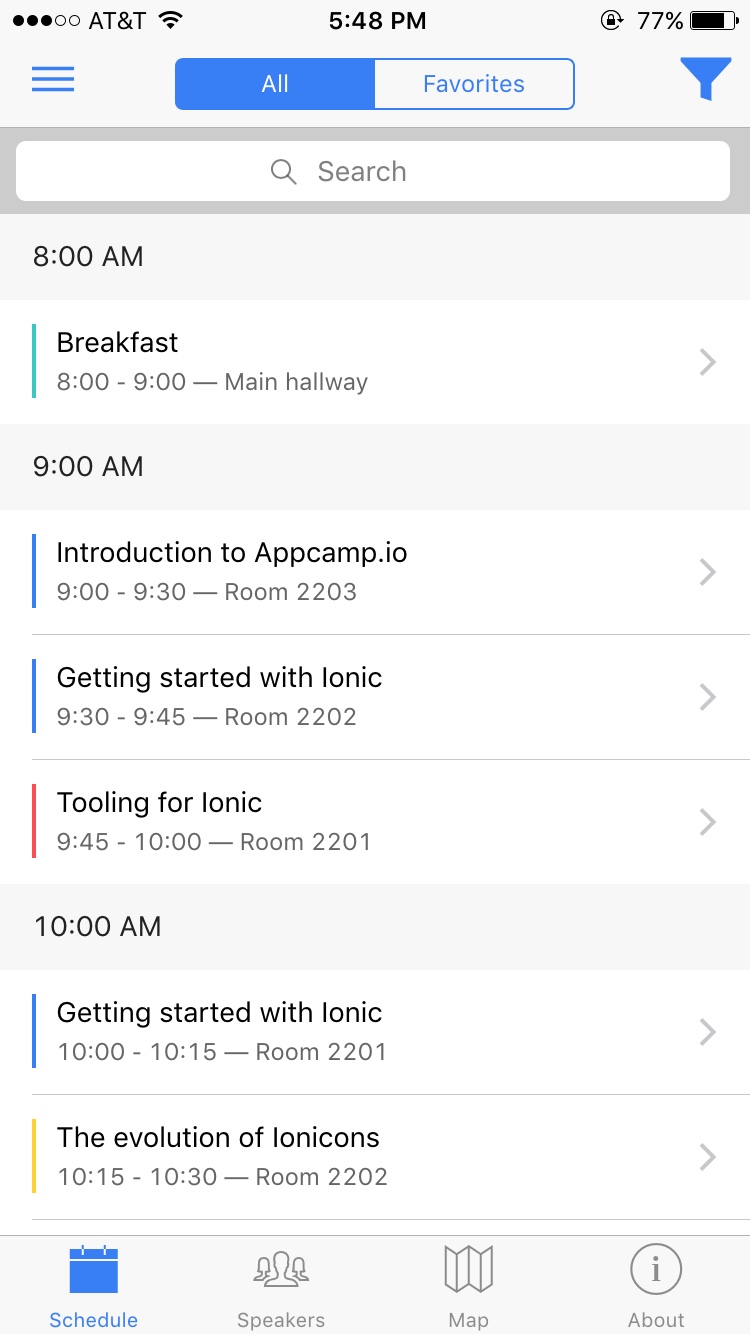 AT&T 5:48 PM 77%
All Favorites
Search
8:00 AM
Breakfast
8:00 - 9:00 — Main hallway
9:00 AM
Introduction to Appcamp.io
9:00 - 9:30 — Room 2203
Getting started with Ionic
9:30 - 9:45 — Room 2202
Tooling for Ionic
9:45 - 10:00 — Room 2201
10:00 AM
Getting started with Ionic
10:00 - 10:15 — Room 2201
The evolution of Ionicons
10:15 - 10:30 — Room 2202
Schedule Speakers Map About